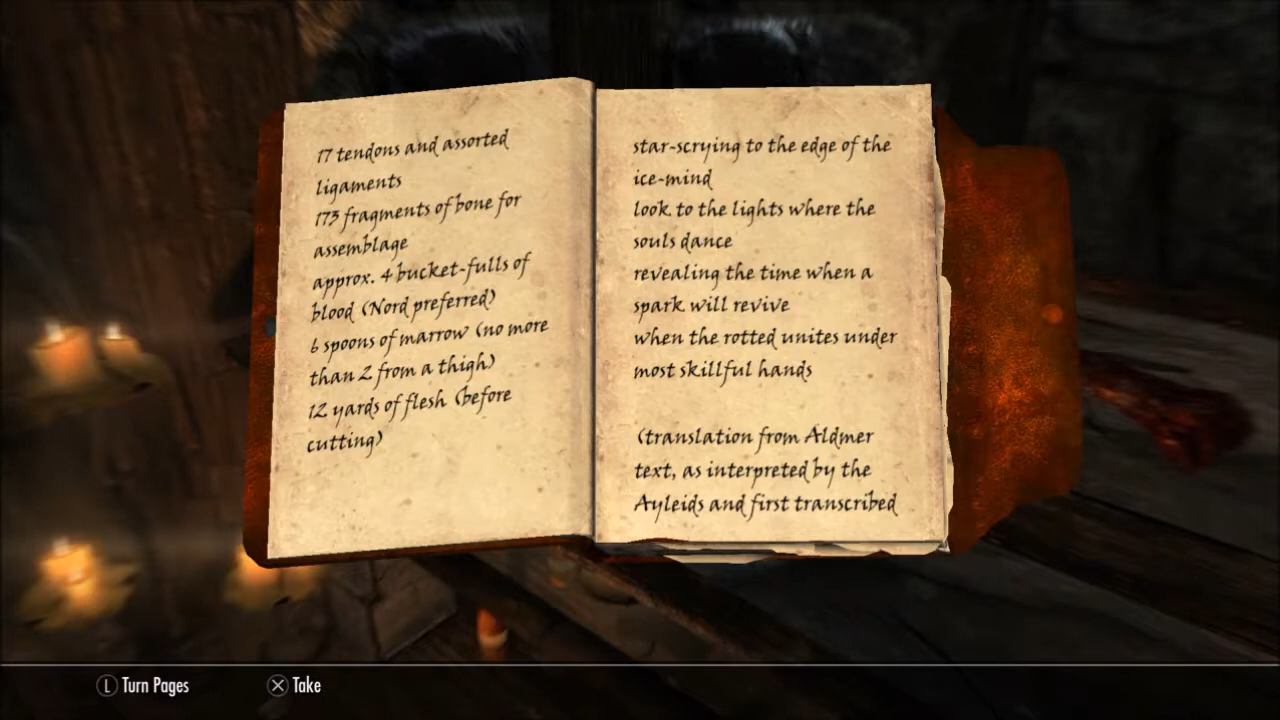 17 tendons and assorted
ligaments
173 fragments of bone for
assemblage
approx. 4 bucket-fulls of
blood (Nord preferred)
6 spoons of marrow (no more
than 2 from a thigh)
12 yards of flesh (before
cutting)
star-scrying to the edge of the
ice-mind
look to the lights where the
souls dance
revealing the time when a
spark will revive
when the rotted unites under
most skillful hands
(translation from Aldmer
text, as interpreted by the
Ayleids and first transcribed
L Turn Pages
X Take